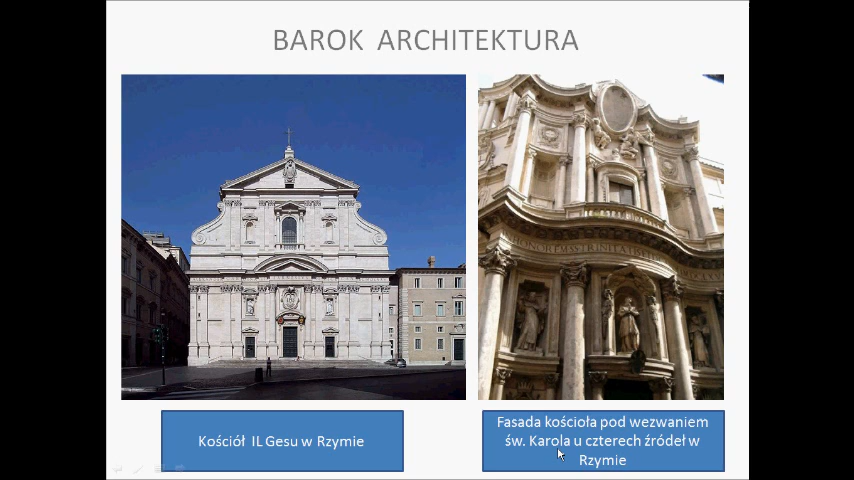 BAROK ARCHITEKTURA
Kościół IL Gesu w Rzymie
Fasada kościoła pod wezwaniem
św. Karola u czterech źródeł w
Rzymie